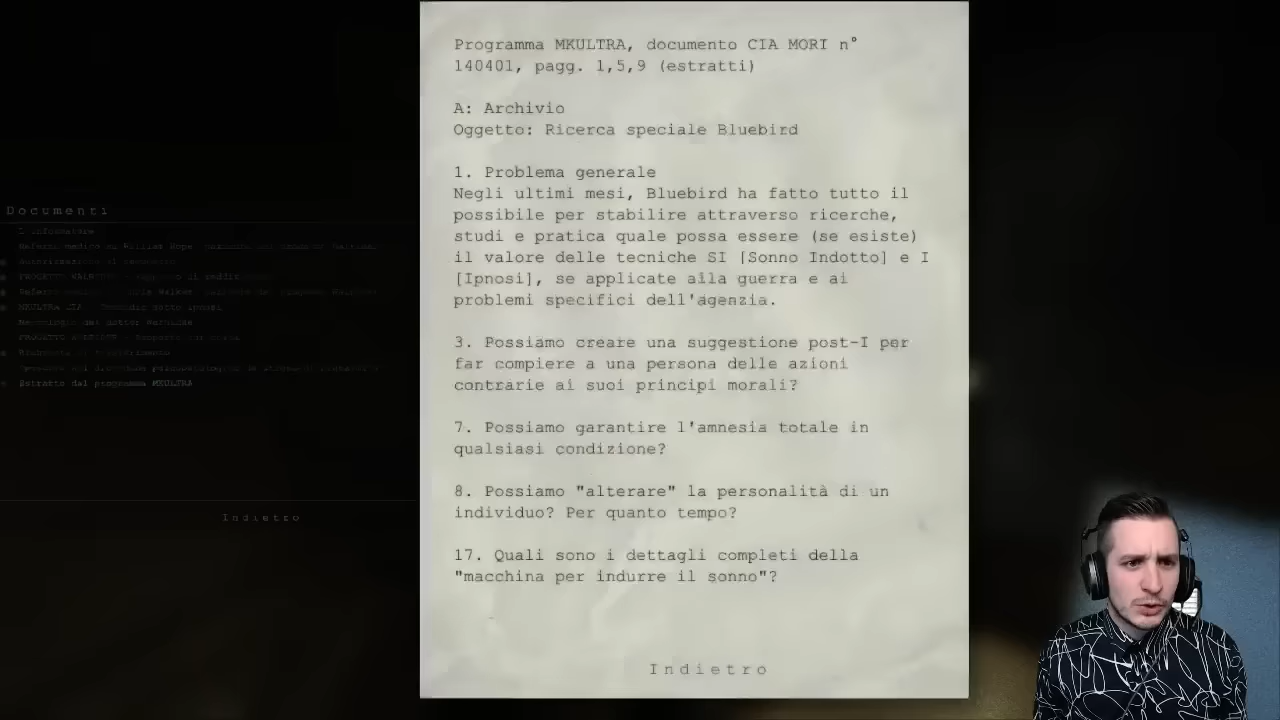 Programma MKULTRA, documento CIA MORI n°
140401, pagg. 1,5,9 (estratti)
A: Archivio
Oggetto: Ricerca speciale Bluebird
1. Problema generale
Negli ultimi mesi, Bluebird ha fatto tutto il
possibile per stabilire attraverso ricerche,
studi e pratica quale possa essere (se esiste)
il valore delle tecniche SI [Sonno Indotto] e I
[Ipnosi], se applicate alla guerra e ai
problemi specifici dell'agenzia.
3. Possiamo creare una suggestione post-I per
far compiere a una persona delle azioni
contrarie ai suoi principi morali?
7. Possiamo garantire l'amnesia totale in
qualsiasi condizione?
8. Possiamo "alterare" la personalità di un
individuo? Per quanto tempo?
17. Quali sono i dettagli completi della
"macchina per indurre il sonno"?
Indietro
Documenti
Estratto dal programma MKULTRA
Indietro